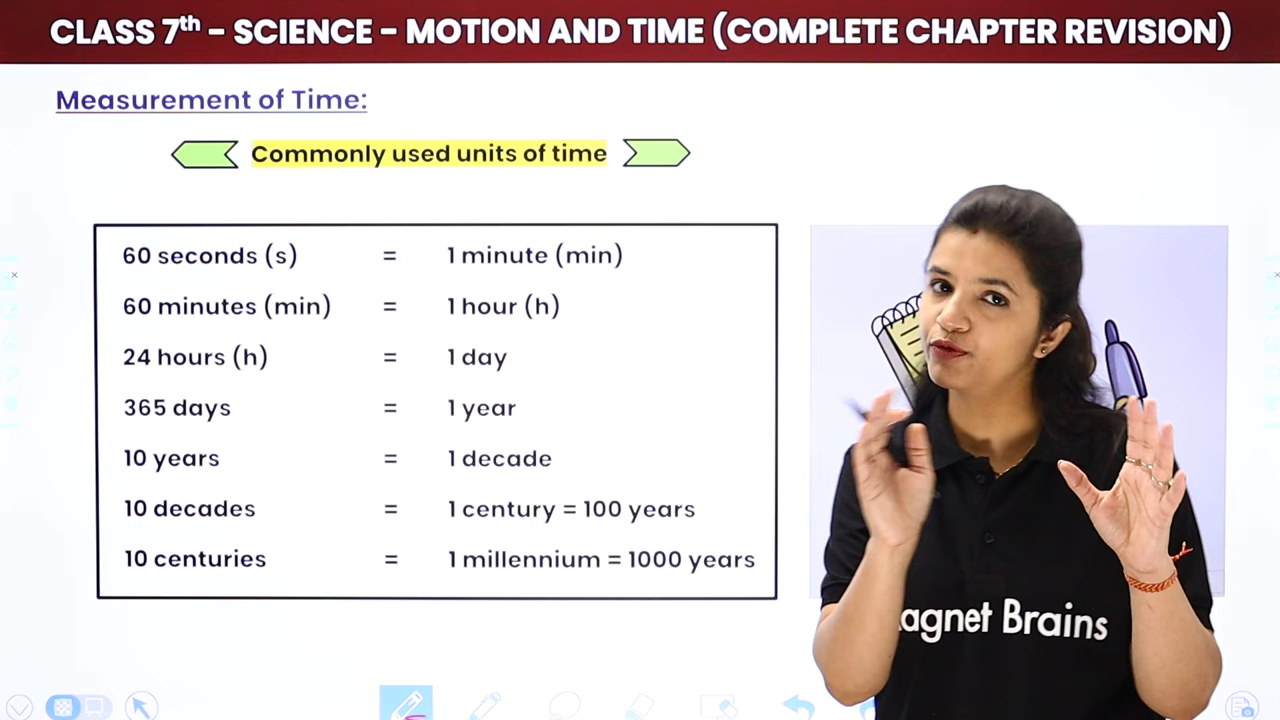 CLASS 7th – SCIENCE – MOTION AND TIME (COMPLETE CHAPTER REVISION)
Measurement of Time:
Commonly used units of time
60 seconds (s) = 1 minute (min)
60 minutes (min) = 1 hour (h)
24 hours (h) = 1 day
365 days = 1 year
10 years = 1 decade
10 decades = 1 century = 100 years
10 centuries = 1 millennium = 1000 years
agnet Brains